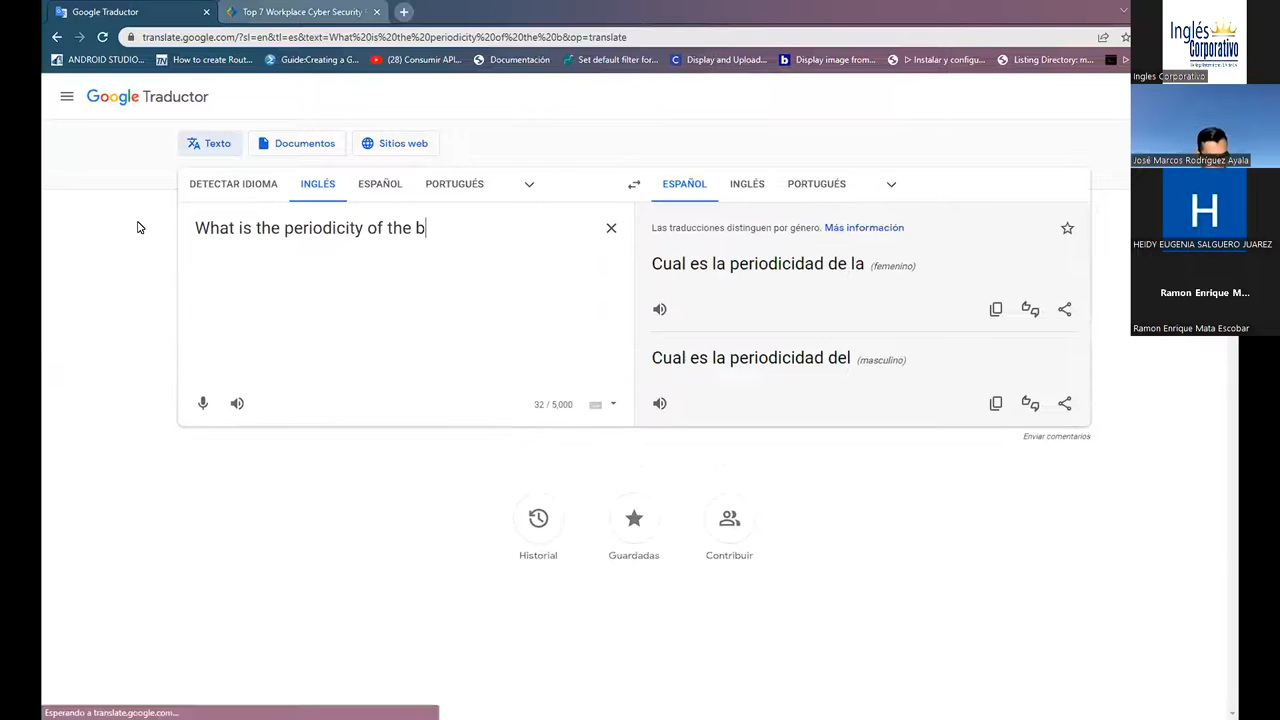 Google Traductor
Top 7 Workplace Cyber Security
translate.google.com/?sl=en&tl=es&text=What%20is%20the%20periodicity%20of%20the%20b&op=translate
ANDROID STUDIO...
How to create Rout...
Guide:Creating a G...
(28) Consumir API...
Documentación
Set default filter for...
Display and Upload...
Display image from...
▷ Instalar y configu...
Listing Directory: m...
Google Traductor
Texto
Documentos
Sitios web
DETECTAR IDIOMA
INGLÉS
ESPAÑOL
PORTUGUÉS
ESPAÑOL
INGLÉS
PORTUGUÉS
What is the periodicity of the b
Las traducciones distinguen por género. Más información
Cual es la periodicidad de la (femenino)
Cual es la periodicidad del (masculino)
32 / 5,000
Enviar comentarios
Historial
Guardadas
Contribuir
Esperando a translate.google.com...
Inglés
Corporativo
Ingles Corporativo
José Marcos Rodríguez Ayala
H
HEIDY EUGENIA SALGUERO JUAREZ
Ramon Enrique M...
Ramon Enrique Mata Escobar